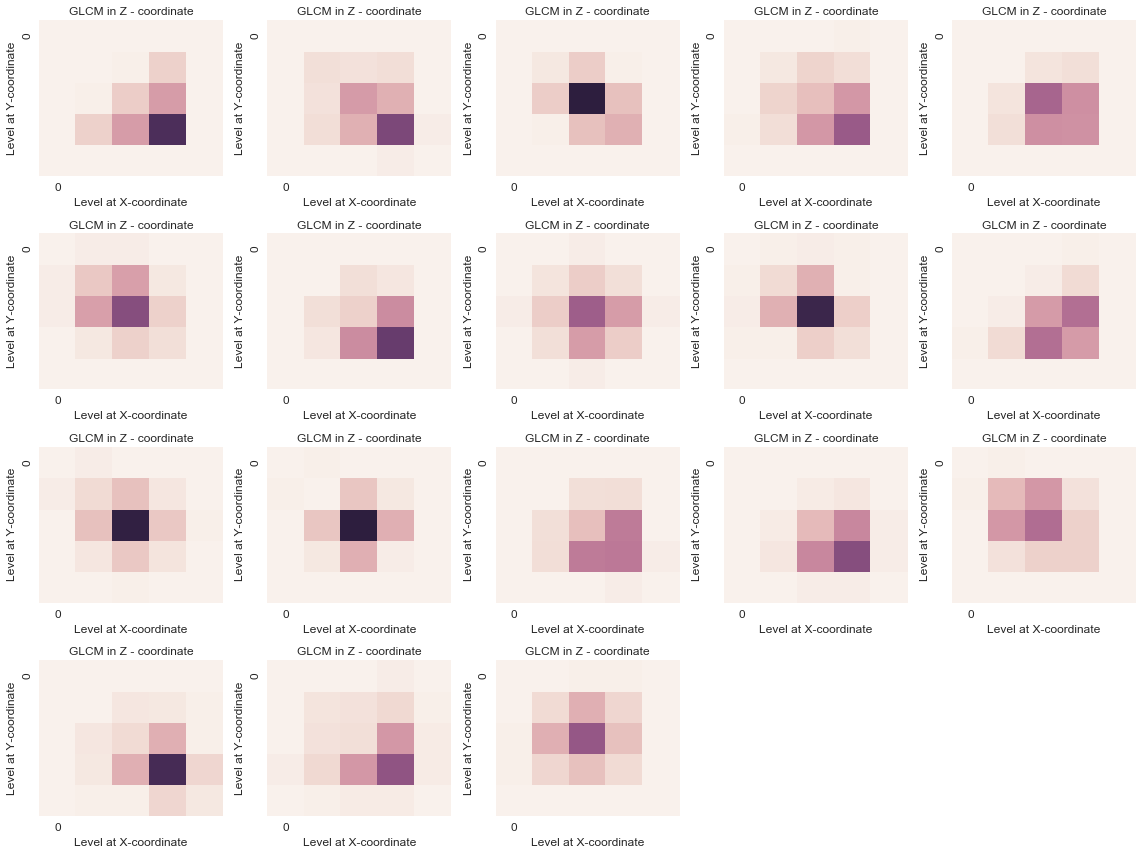 GLCM in Z - coordinate GLCM in Z - coordinate GLCM in Z - coordinate GLCM in Z - coordinate GLCM in Z - coordinate
Level at Y-coordinate 0 Level at Y-coordinate 0 Level at Y-coordinate 0 Level at Y-coordinate 0 Level at Y-coordinate 0
0 0 0 0 0
Level at X-coordinate Level at X-coordinate Level at X-coordinate Level at X-coordinate Level at X-coordinate
GLCM in Z - coordinate GLCM in Z - coordinate GLCM in Z - coordinate GLCM in Z - coordinate GLCM in Z - coordinate
Level at Y-coordinate 0 Level at Y-coordinate 0 Level at Y-coordinate 0 Level at Y-coordinate 0 Level at Y-coordinate 0
0 0 0 0 0
Level at X-coordinate Level at X-coordinate Level at X-coordinate Level at X-coordinate Level at X-coordinate
GLCM in Z - coordinate GLCM in Z - coordinate GLCM in Z - coordinate GLCM in Z - coordinate GLCM in Z - coordinate
Level at Y-coordinate 0 Level at Y-coordinate 0 Level at Y-coordinate 0 Level at Y-coordinate 0 Level at Y-coordinate 0
0 0 0 0 0
Level at X-coordinate Level at X-coordinate Level at X-coordinate Level at X-coordinate Level at X-coordinate
GLCM in Z - coordinate GLCM in Z - coordinate GLCM in Z - coordinate
Level at Y-coordinate 0 Level at Y-coordinate 0 Level at Y-coordinate 0
0 0 0
Level at X-coordinate Level at X-coordinate Level at X-coordinate